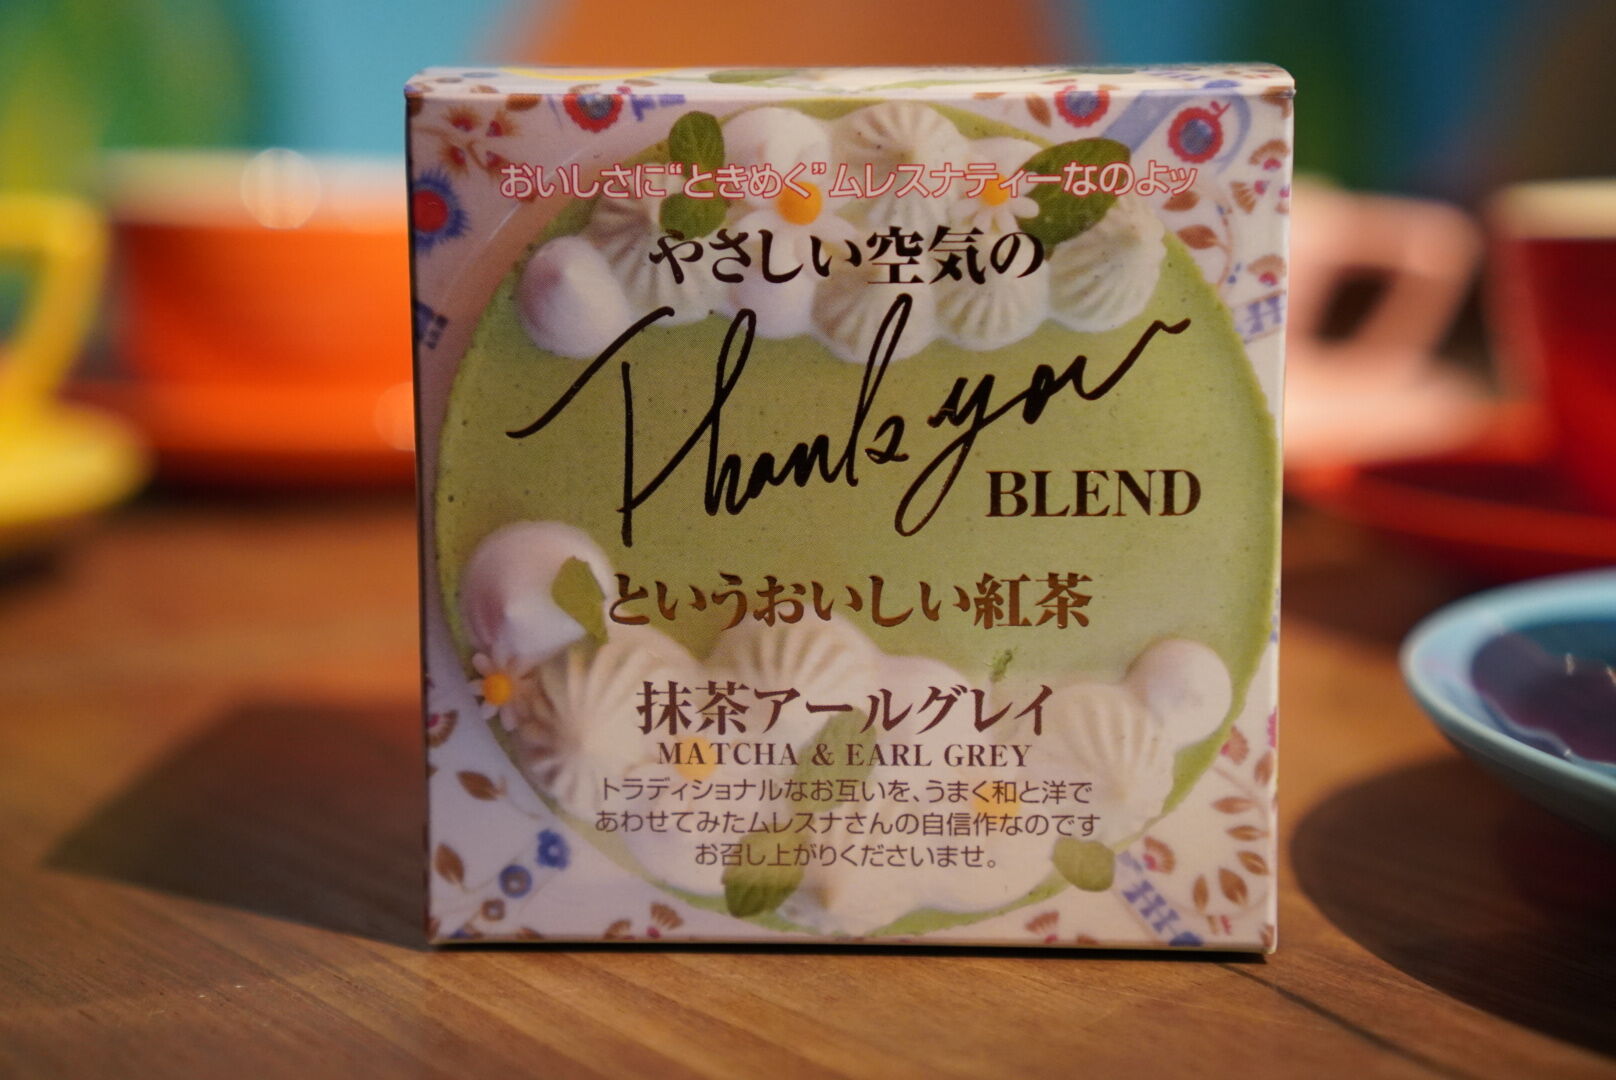 おいしさに“ときめく”ムレスナティーなのよッ
やさしい空気の
Thank you
BLEND
というおいしい紅茶
抹茶アールグレイ
MATCHA & EARL GREY
トラディショナルなお互いを、うまく和と洋で
あわせてみたムレスナさんの自信作なのです
お召し上がりくださいませ。